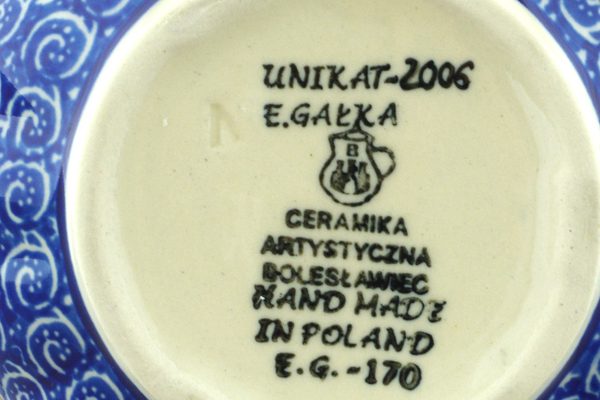 UNIKAT-2006
E.GAŁKA
B
CERAMIKA
ARTYSTYCZNA
BOLESŁAWIEC
HAND MADE
IN POLAND
E.G.-170